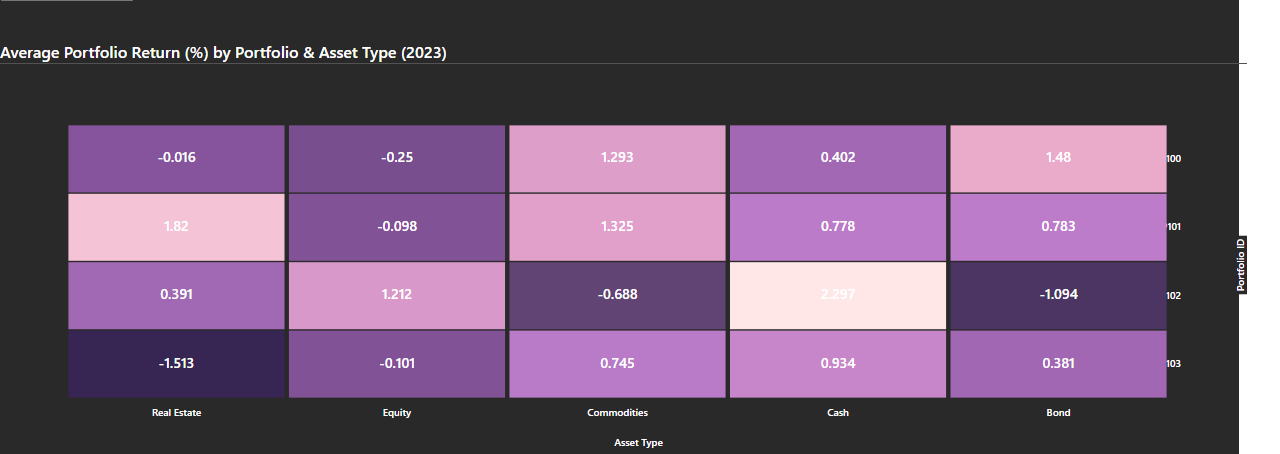 Average Portfolio Return (%) by Portfolio & Asset Type (2023)
-0.016 -0.25 1.293 0.402 1.48 100
1.82 -0.098 1.325 0.778 0.783 101
0.391 1.212 -0.688 2.297 -1.094 102
-1.513 -0.101 0.745 0.934 0.381 103
Portfolio ID
Real Estate Equity Commodities Cash Bond
Asset Type